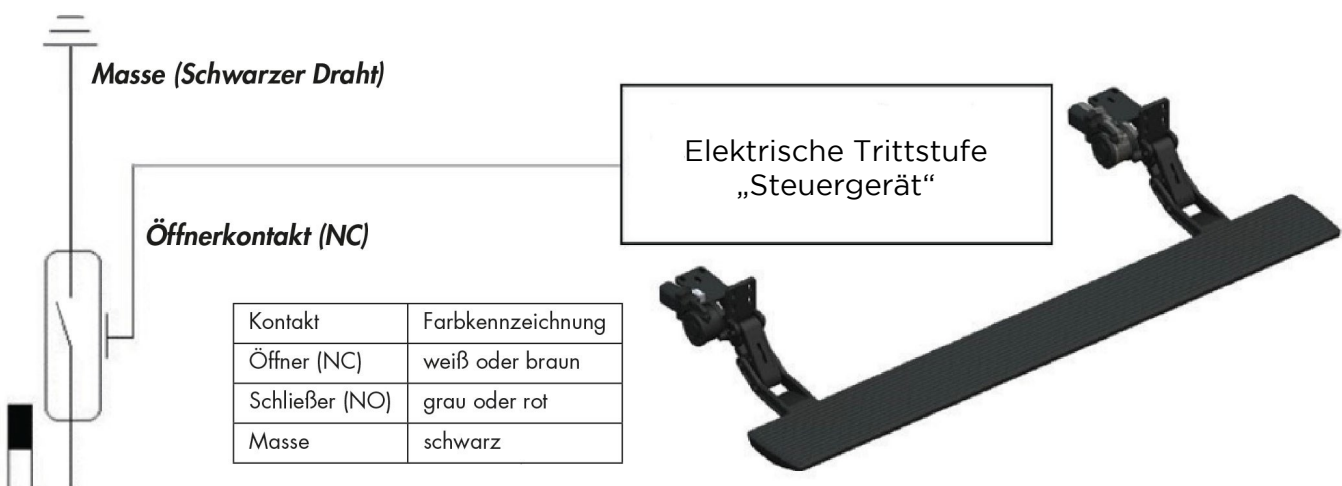 Masse (Schwarzer Draht)
Elektrische Trittstufe
„Steuergerät“
Öffnerkontakt (NC)
Kontakt Farbkennzeichnung
Öffner (NC) weiß oder braun
Schließer (NO) grau oder rot
Masse schwarz